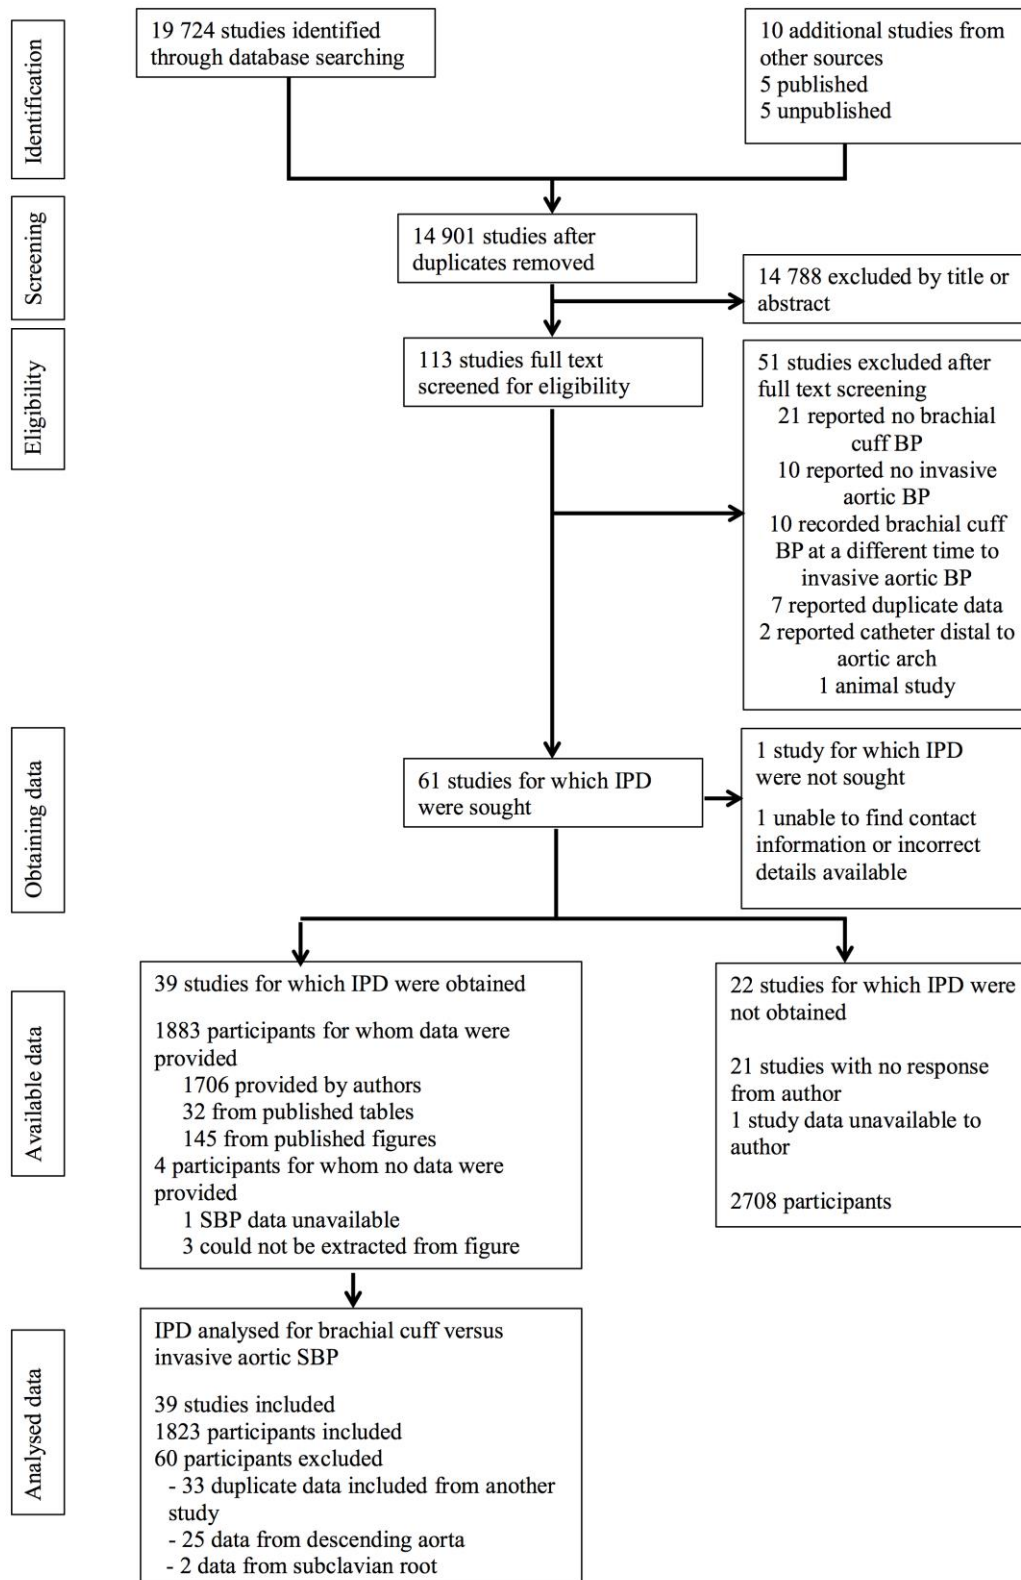 Identification
19 724 studies identified
through database searching
10 additional studies from
other sources
5 published
5 unpublished
Screening
14 901 studies after
duplicates removed
14 788 excluded by title or
abstract
Eligibility
113 studies full text
screened for eligibility
51 studies excluded after
full text screening
21 reported no brachial
cuff BP
10 reported no invasive
aortic BP
10 recorded brachial cuff
BP at a different time to
invasive aortic BP
7 reported duplicate data
2 reported catheter distal to
aortic arch
1 animal study
Obtaining data
61 studies for which IPD
were sought
1 study for which IPD
were not sought
1 unable to find contact
information or incorrect
details available
Available data
39 studies for which IPD were obtained
1883 participants for whom data were
provided
1706 provided by authors
32 from published tables
145 from published figures
4 participants for whom no data were
provided
1 SBP data unavailable
3 could not be extracted from figure
22 studies for which IPD were
not obtained
21 studies with no response
from author
1 study data unavailable to
author
2708 participants
Analysed data
IPD analysed for brachial cuff versus
invasive aortic SBP
39 studies included
1823 participants included
60 participants excluded
- 33 duplicate data included from another
study
- 25 data from descending aorta
- 2 data from subclavian root